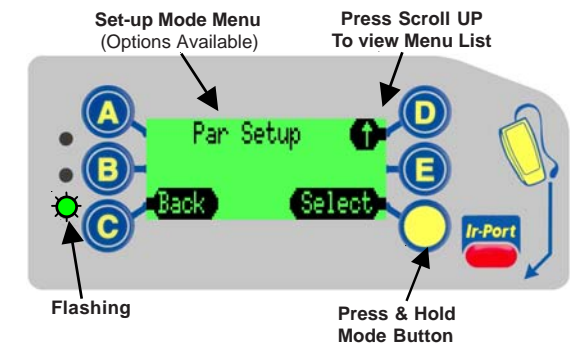 Set-up Mode Menu
(Options Available)
Press Scroll UP
To view Menu List
A
D
Par Setup
B
E
Back
Select
C
Ir-Port
Flashing
Press & Hold
Mode Button